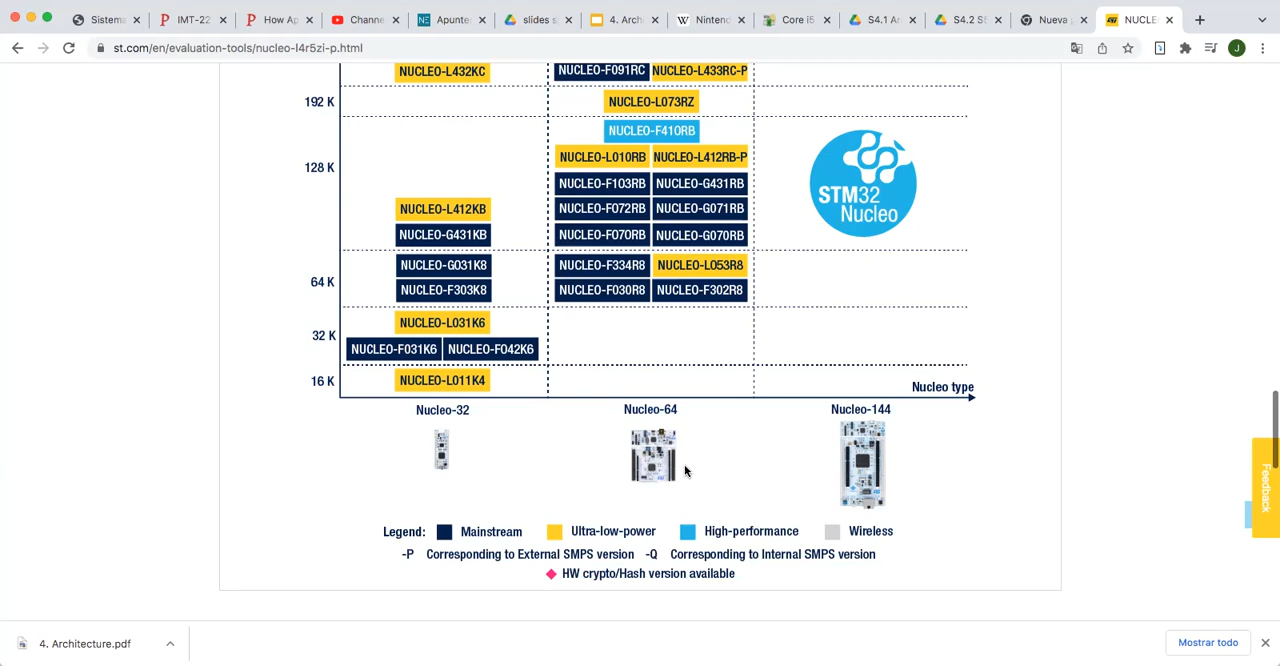 Sistema
IMT-22
How Ap
Channe
Apunte
slides s
4. Arch
Ninten
Core i5
S4.1 Ar
S4.2 S
Nueva
NUCLE
st.com/en/evaluation-tools/nucleo-l4r5zi-p.html
J
NUCLEO-L432KC NUCLEO-F091RC NUCLEO-L433RC-P
192 K NUCLEO-L073RZ
NUCLEO-F410RB
128 K NUCLEO-L010RB NUCLEO-L412RB-P
NUCLEO-F103RB NUCLEO-G431RB
NUCLEO-L412KB NUCLEO-F072RB NUCLEO-G071RB
NUCLEO-G431KB NUCLEO-F070RB NUCLEO-G070RB
STM32
Nucleo
NUCLEO-G031K8 NUCLEO-F334R8 NUCLEO-L053R8
64 K NUCLEO-F303K8 NUCLEO-F030R8 NUCLEO-F302R8
NUCLEO-L031K6
32 K NUCLEO-F031K6 NUCLEO-F042K6
16 K NUCLEO-L011K4
Nucleo type
Nucleo-32 Nucleo-64 Nucleo-144
Legend: Mainstream Ultra-low-power High-performance Wireless
-P Corresponding to External SMPS version -Q Corresponding to Internal SMPS version
HW crypto/Hash version available
Feedback
4. Architecture.pdf
Mostrar todo